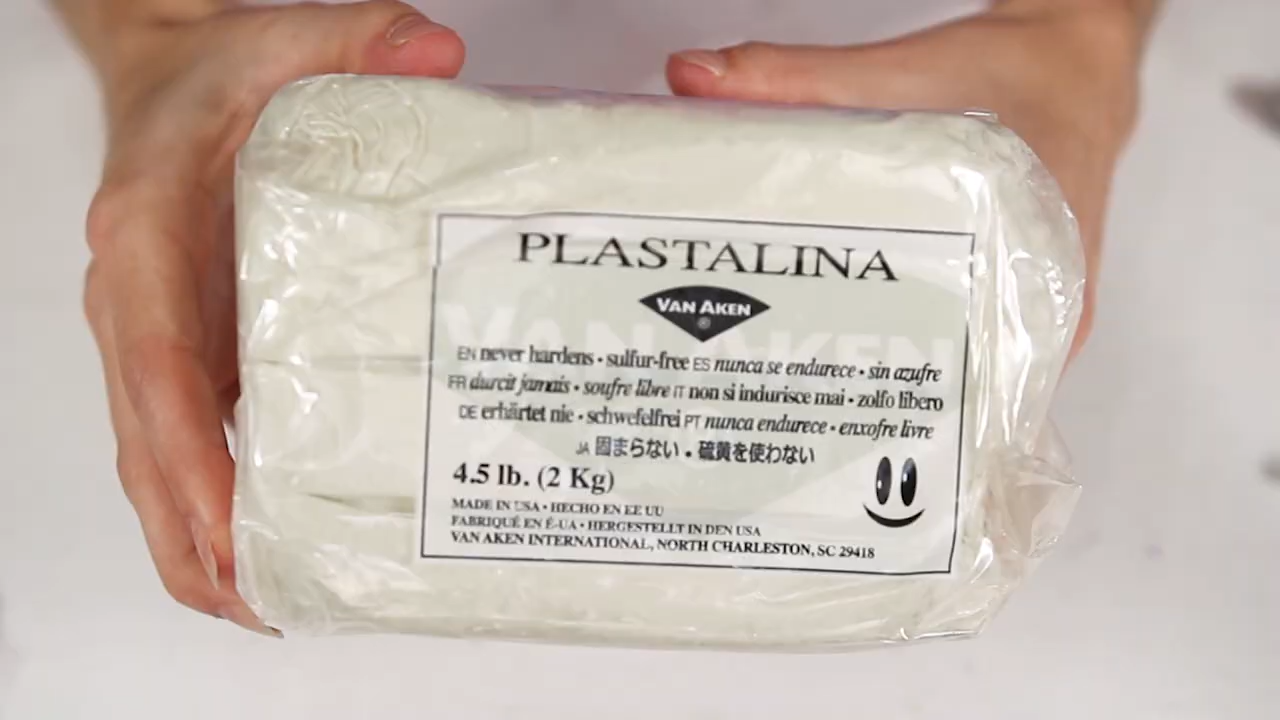 PLASTALINA
VAN AKEN
®
VAN AKEN
EN never hardens • sulfur-free ES nunca se endurece • sin azufre
FR durcit jamais • soufre libre IT non si indurisce mai • zolfo libero
DE erhärtet nie • schwefelfrei PT nunca endurece • enxofre livre
JA 固まらない • 硫黄を使わない
4.5 lb. (2 Kg)
MADE IN USA • HECHO EN EE UU
FABRIQUÉ EN É-UA • HERGESTELLT IN DEN USA
VAN AKEN INTERNATIONAL, NORTH CHARLESTON, SC 29418